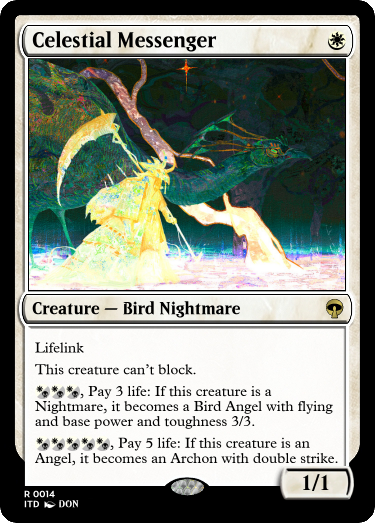 Celestial Messenger
Creature — Bird Nightmare
Lifelink
This creature can't block.
, Pay 3 life: If this creature is a
Nightmare, it becomes a Bird Angel with flying
and base power and toughness 3/3.
, Pay 5 life: If this creature is an
Angel, it becomes an Archon with double strike.
1/1
R 0014
ITD DON